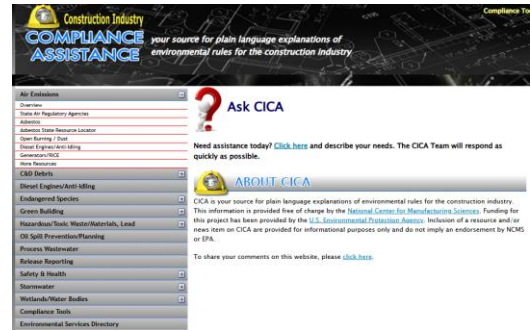 Construction Industry
COMPLIANCE
ASSISTANCE
your source for plain language explanations of
environmental rules for the construction industry
Compliance Too
Air Emissions
Overview
State Air Regulatory Agencies
Asbestos
Asbestos State Resource Locator
Open Burning / Dust
Diesel Engines/Anti-Idling
Generators/RICE
More Resources
C&D Debris
Diesel Engines/Anti-Idling
Endangered Species
Green Building
Hazardous/Toxic Waste/Materials, Lead
Oil Spill Prevention/Planning
Process Wastewater
Release Reporting
Safety & Health
Stormwater
Wetlands/Water Bodies
Compliance Tools
Environmental Services Directory
Ask CICA
Need assistance today? Click here and describe your needs. The CICA Team will respond as
quickly as possible.
ABOUT CICA
CICA is your source for plain language explanations of environmental rules for the construction industry.
This information is provided free of charge by the National Center for Manufacturing Sciences. Funding for
this project has been provided by the U.S. Environmental Protection Agency. Inclusion of a resource and/or
news item on CICA are provided for informational purposes only and do not imply an endorsement by NCMS
or EPA.
To share your comments on this website, please click here.